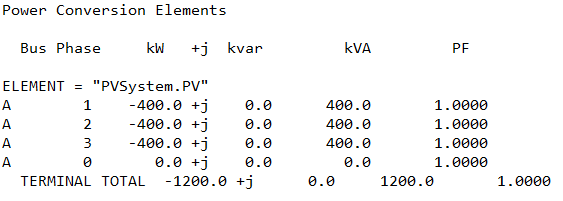 Power Conversion Elements
Bus Phase kW +j kvar kVA PF
ELEMENT = "PVSystem.PV"
A 1 -400.0 +j 0.0 400.0 1.0000
A 2 -400.0 +j 0.0 400.0 1.0000
A 3 -400.0 +j 0.0 400.0 1.0000
A 0 0.0 +j 0.0 0.0 1.0000
TERMINAL TOTAL -1200.0 +j 0.0 1200.0 1.0000